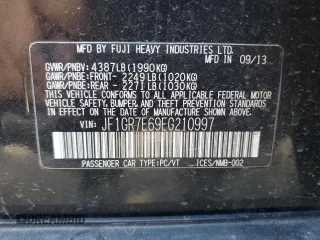 MFD BY FUJI HEAVY INDUSTRIES LTD.
GVWR/PNBV: 4387LB(1990KG) IN 09/13
GAWR/PNBE:FRONT- 2249LB(1020KG)
GAWR/PNBE:REAR - 2271LB(1030KG)
THIS VEHICLE CONFORMS TO ALL APPLICABLE
FEDERAL MOTOR VEHICLE SAFETY, BUMPER, AND
THEFT PREVENTION STANDARDS IN EFFECT ON THE
DATE OF MANUFACTURE SHOWN ABOVE.
VIN: JF1GR7E69EG210997
PASSENGER CAR TYPE:PC/VT ICES/NMB-002
DREAMBID